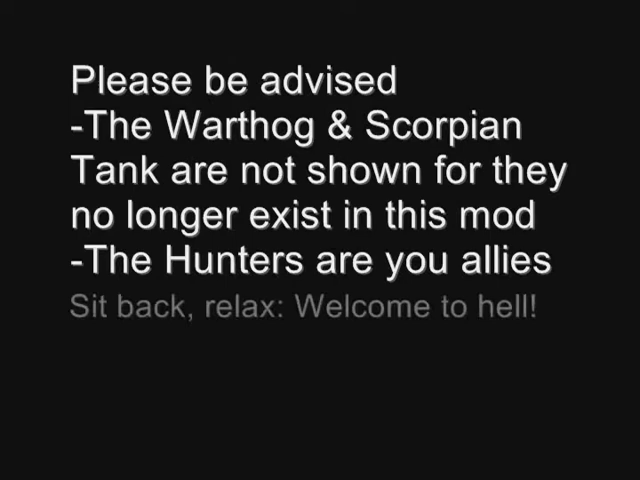 Please be advised
-The Warthog & Scorpian
Tank are not shown for they
no longer exist in this mod
-The Hunters are you allies
Sit back, relax: Welcome to hell!